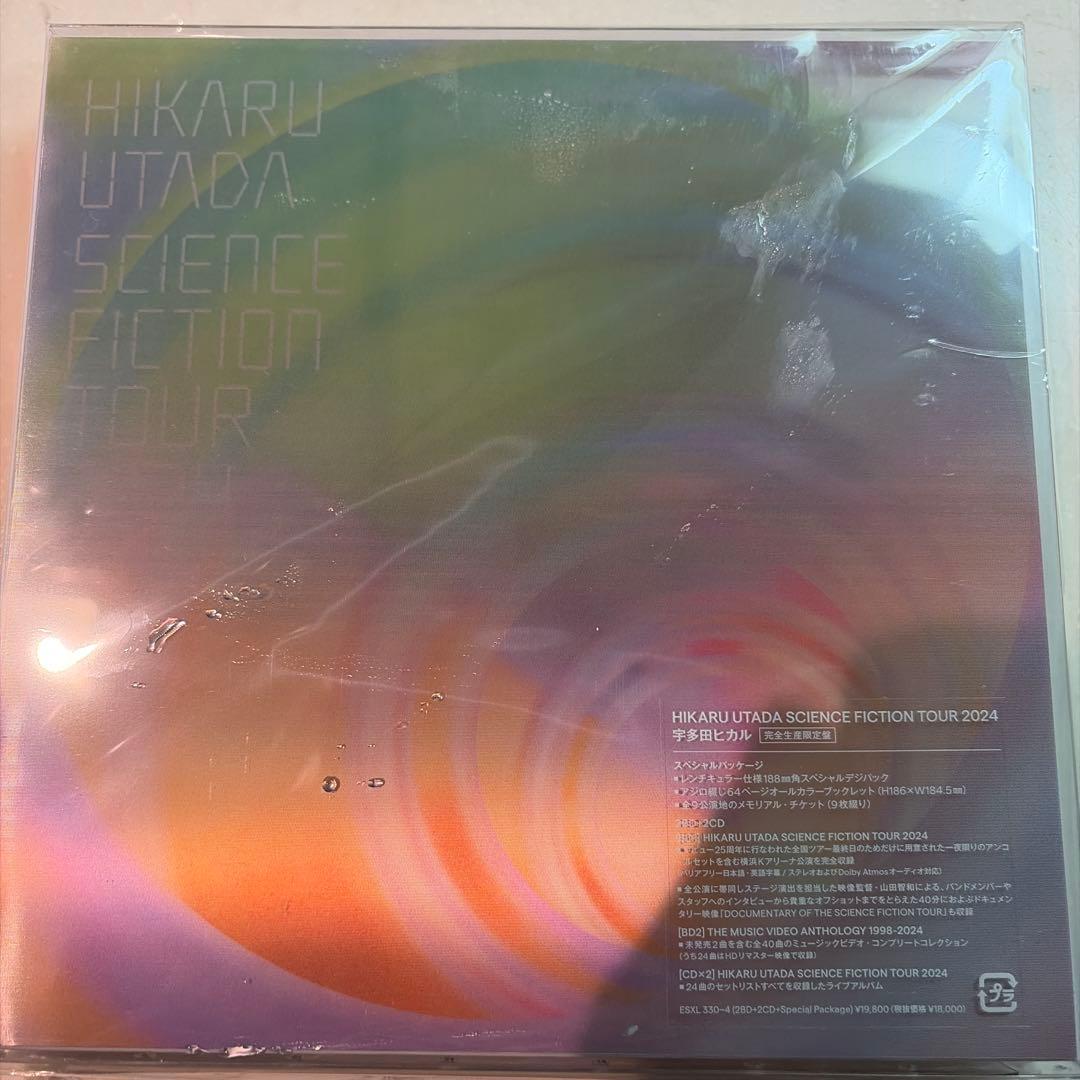 HIKARU
UTADA
SCIENCE
FICTION
TOUR
HIKARU UTADA SCIENCE FICTION TOUR 2024
宇多田ヒカル 完全生産限定盤
スペシャルパッケージ
■レンチキュラー仕様188㎜角スペシャルデジパック
■アジロ綴じ64ページオールカラーブックレット（H186×W184.5㎜）
■全9公演地のメモリアル・チケット（9枚綴り）
2BD+2CD
HIKARU UTADA SCIENCE FICTION TOUR 2024
■デビュー25周年に行なわれた全国ツアー最終日のためだけに用意された一夜限りのアンコ
ールセットを含む横浜Kアリーナ公演を完全収録
（バリアフリー日本語・英語字幕 / ステレオおよびDolby Atmosオーディオ対応）
■全公演に帯同しステージ演出を担当した映像監督・山田智和による、バンドメンバーや
スタッフへのインタビューから貴重なオフショットまでをとらえた40分におよぶドキュメン
タリー映像「DOCUMENTARY OF THE SCIENCE FICTION TOUR」も収録
[BD2] THE MUSIC VIDEO ANTHOLOGY 1998-2024
■未発売2曲を含む全40曲のミュージックビデオ・コンプリートコレクション
（うち24曲はHDリマスター映像で収録）
[CD×2] HIKARU UTADA SCIENCE FICTION TOUR 2024
■24曲のセットリストすべてを収録したライブアルバム
ESXL 330~4 (2BD+2CD+Special Package) ¥19,800 (税抜価格 ¥18,000)
プラ